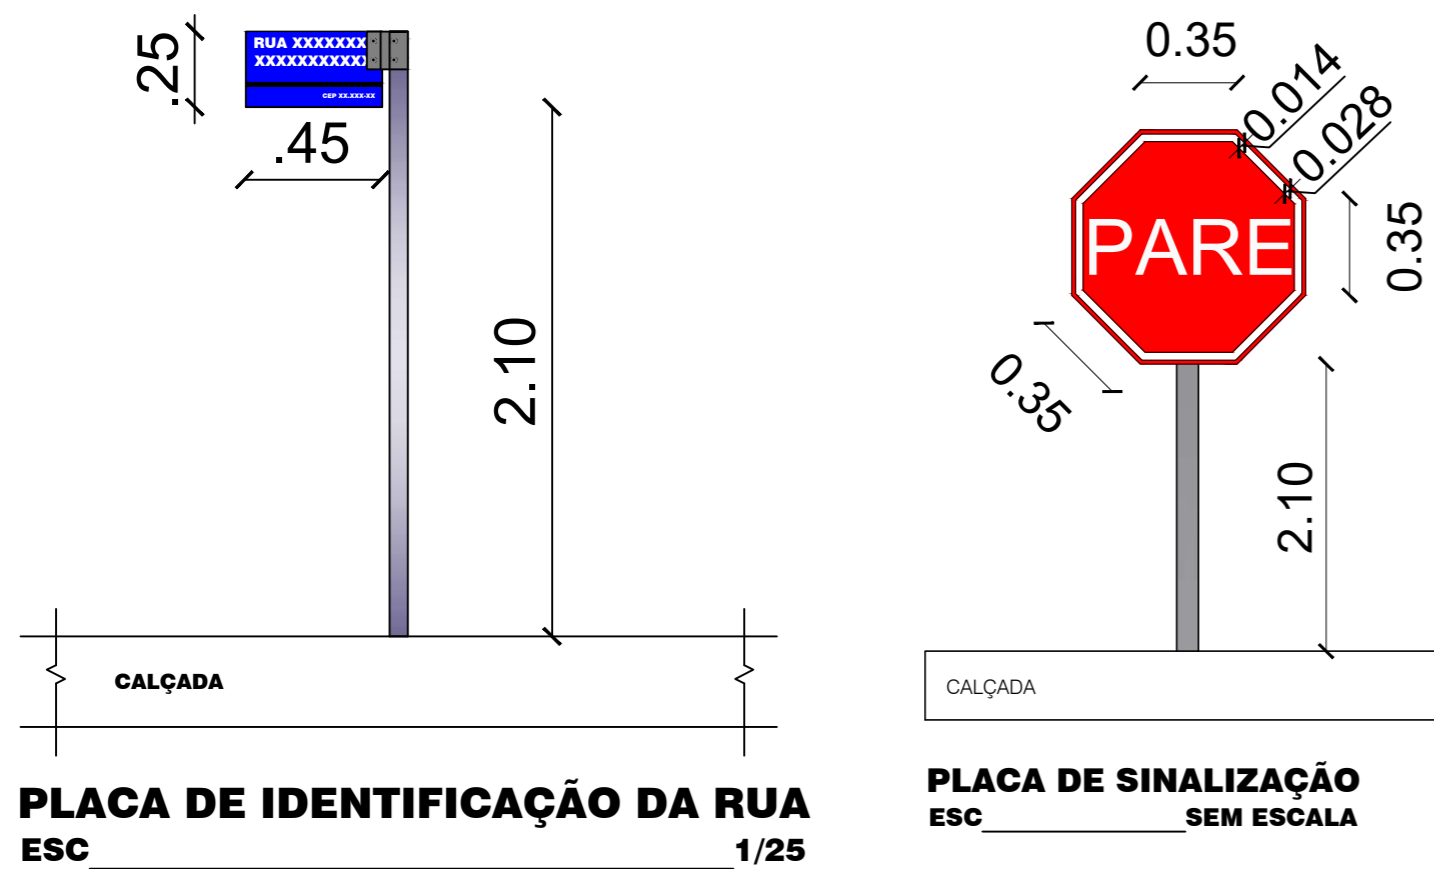 .25
RUA XXXXXXX
XXXXXXXXXXX
CEP XX.XXX-XX
.45
2.10
CALÇADA
PLACA DE IDENTIFICAÇÃO DA RUA
ESC 1/25
0.35
0.014
0.028
PARE
0.35
0.35
2.10
CALÇADA
PLACA DE SINALIZAÇÃO
ESC SEM ESCALA